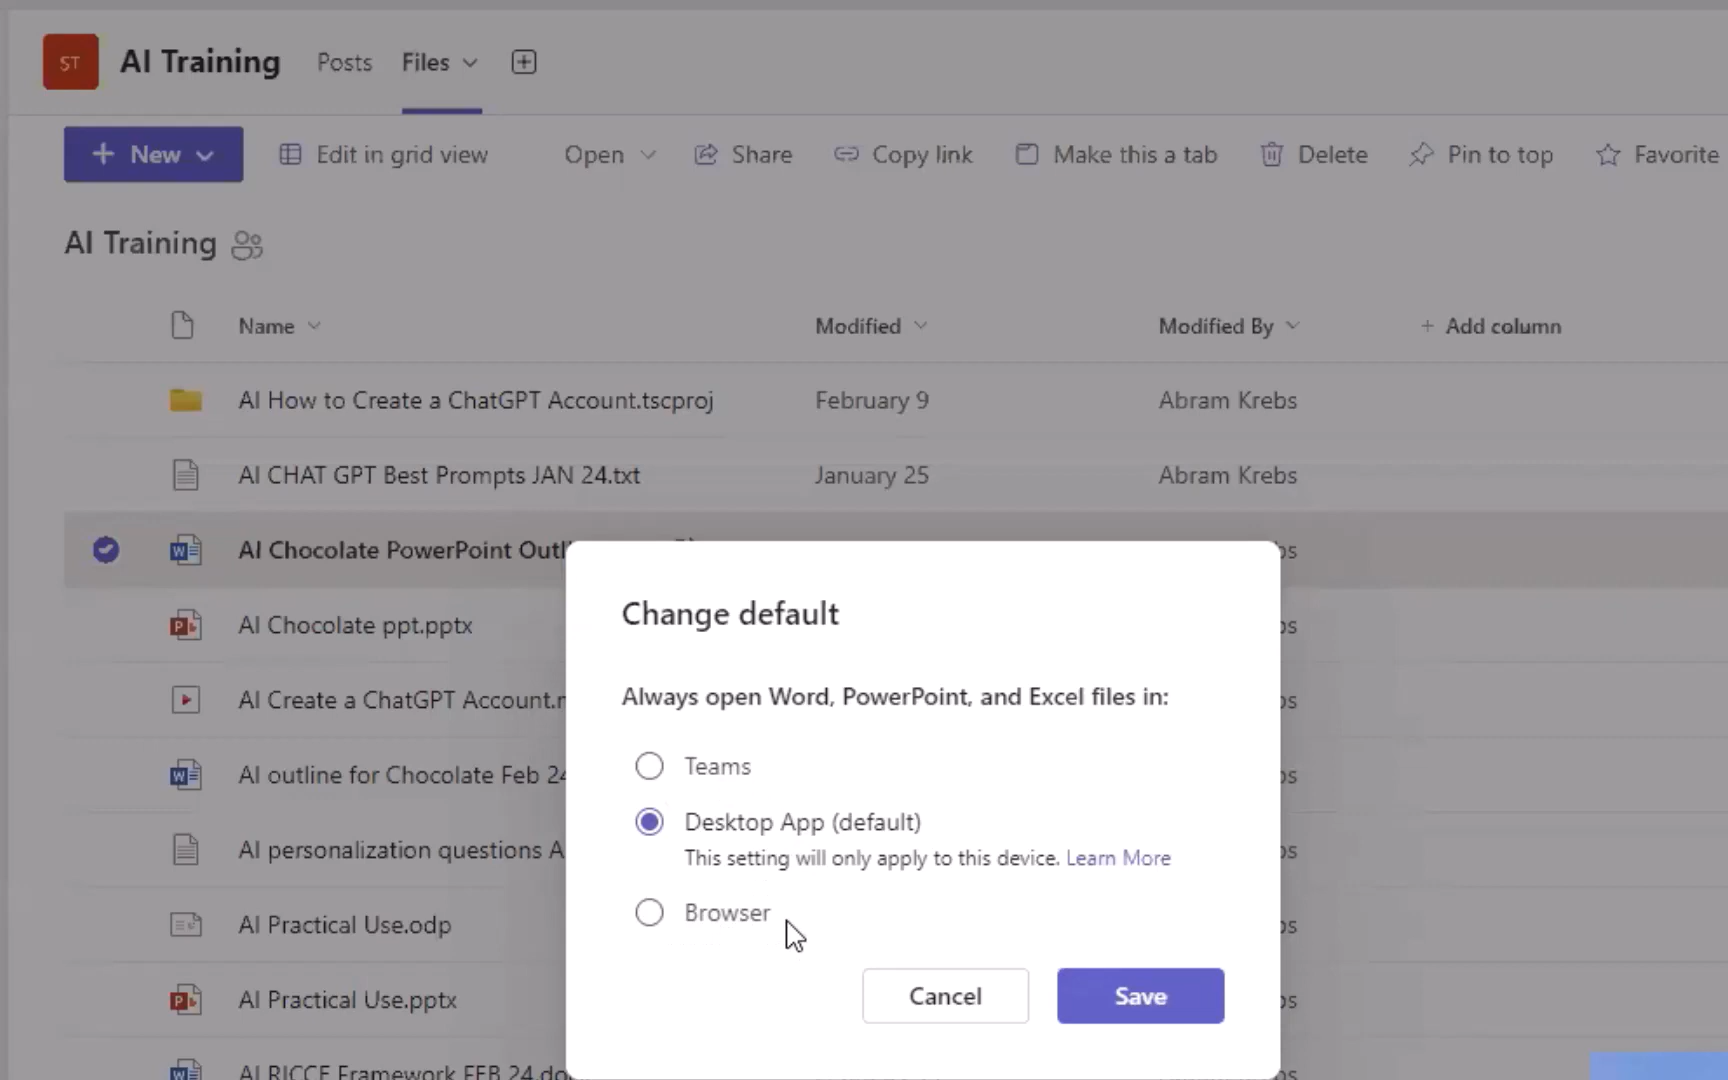 ST AI Training Posts Files
New Edit in grid view Open Share Copy link Make this a tab Delete Pin to top Favorite
AI Training
Name Modified Modified By + Add column
AI How to Create a ChatGPT Account.tscproj February 9 Abram Krebs
AI CHAT GPT Best Prompts JAN 24.txt January 25 Abram Krebs
AI Chocolate PowerPoint
AI Chocolate ppt.pptx
AI Create a ChatGPT
AI outline for Chocolate Feb
AI personalization questions
AI Practical Use.odp
AI Practical Use.pptx
AI RICCE Framework FEB 24
Change default
Always open Word, PowerPoint, and Excel files in:
Teams
Desktop App (default)
This setting will only apply to this device. Learn More
Browser
Cancel Save